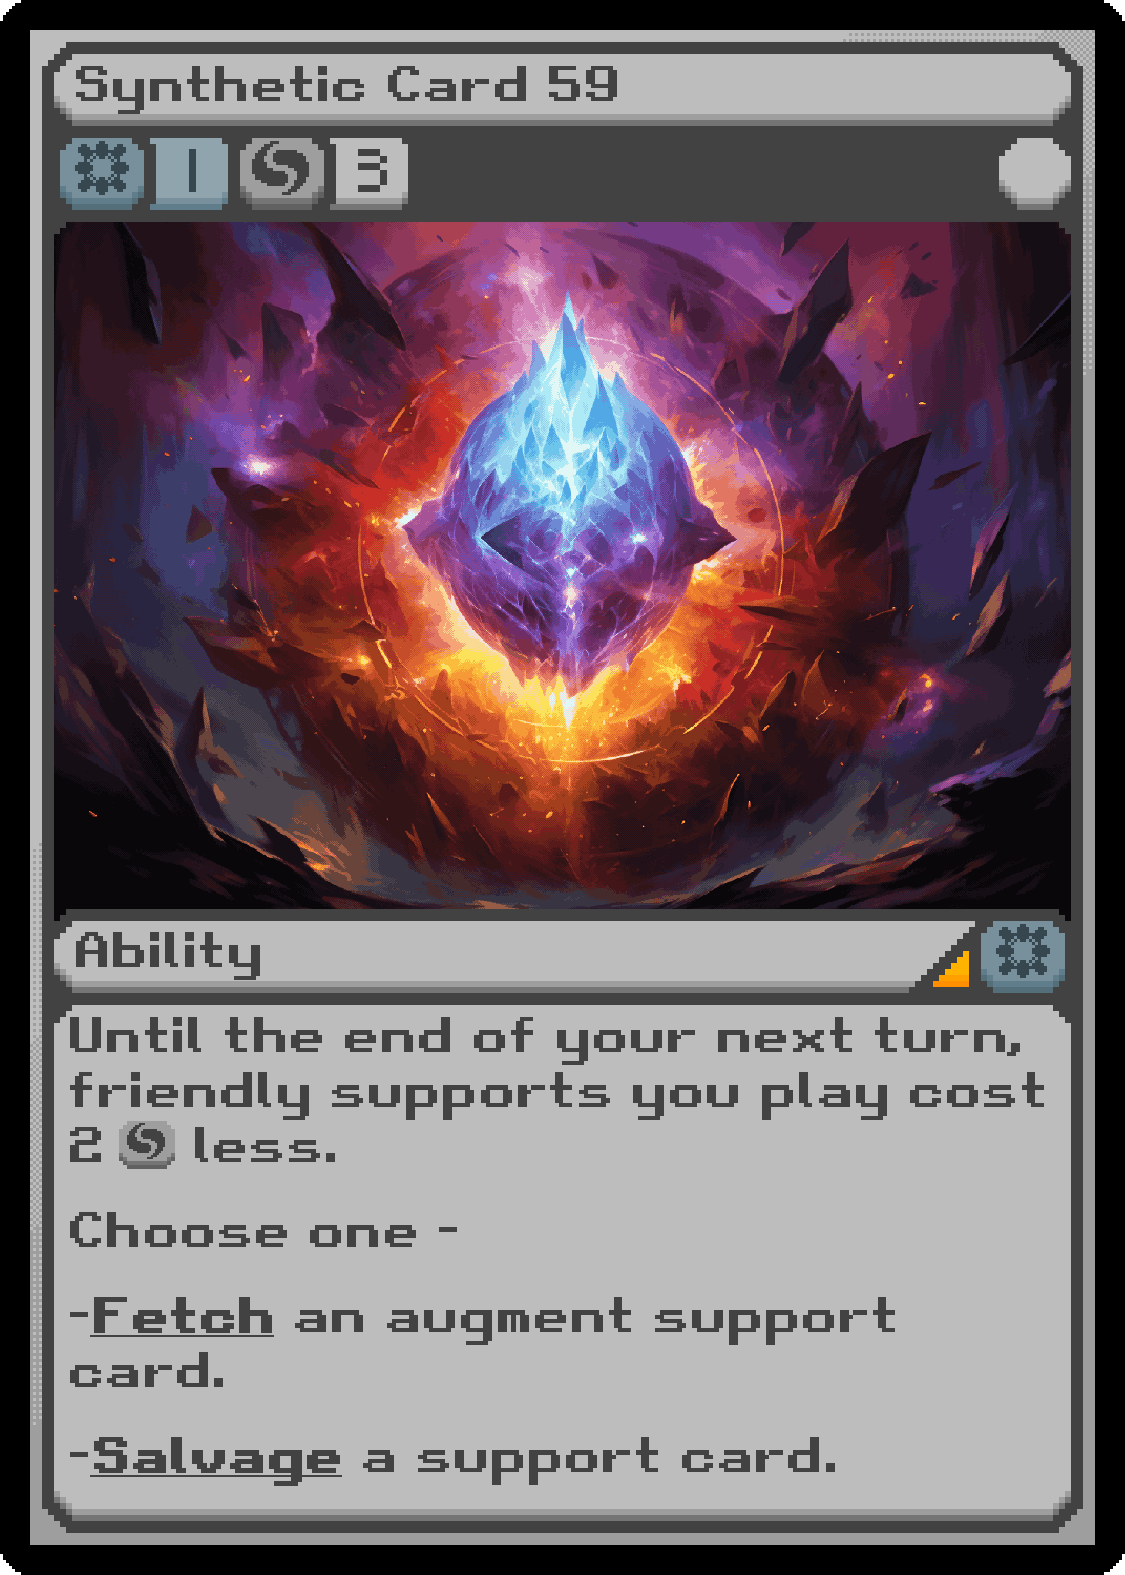 Synthetic Card 59
1 3
Ability
Until the end of your next turn,
friendly supports you play cost
2 less.
Choose one -
-Fetch an augment support
card.
-Salvage a support card.